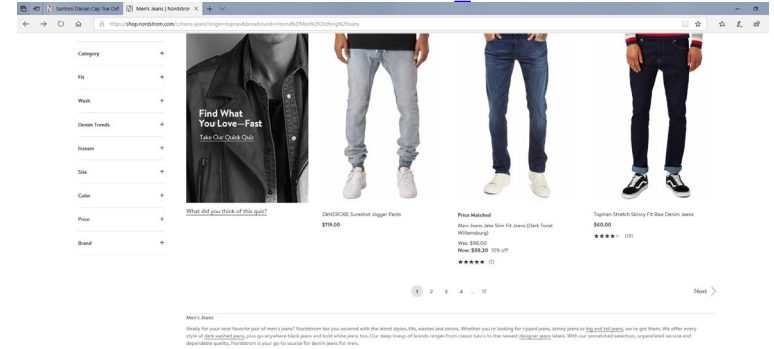 Santoni Darian Cap Toe Oxf
Men's Jeans | Nordstror
https://shop.nordstrom.com/c/mens-jeans?origin=topnav&breadcrumb=Home%2FMen%2FClothing%2FJeans
Category +
Fit +
Wash +
Denim Trends +
Inseam +
Size +
Color +
Price +
Brand +
Find What
You Love—Fast
Take Our Quick Quiz
What did you think of this quiz?
ZANEROBE Sureshot Jogger Pants
$119.00
Price Matched
Mavi Jeans Jake Slim Fit Jeans (Dark Tonal
Williamsburg)
Was: $98.00
Now: $88.20 10% off
(1)
Topman Stretch Skinny Fit Raw Denim Jeans
$60.00
1 2 3 4 ... 17
Next
Men's Jeans
Ready for your next favorite pair of men's jeans? Nordstrom has you covered with the latest styles, fits, washes and colors. Whether you're looking for ripped jeans, skinny jeans or big and tall jeans, we've got them. We offer every
style of dark washed jeans, plus go-anywhere black jeans and bold white jeans too. Our deep lineup of brands ranges from classic Levi's to the newest designer jeans labels. With our unmatched selection, unparalleled service and
dependable quality, Nordstrom is your go-to source for denim jeans for men.